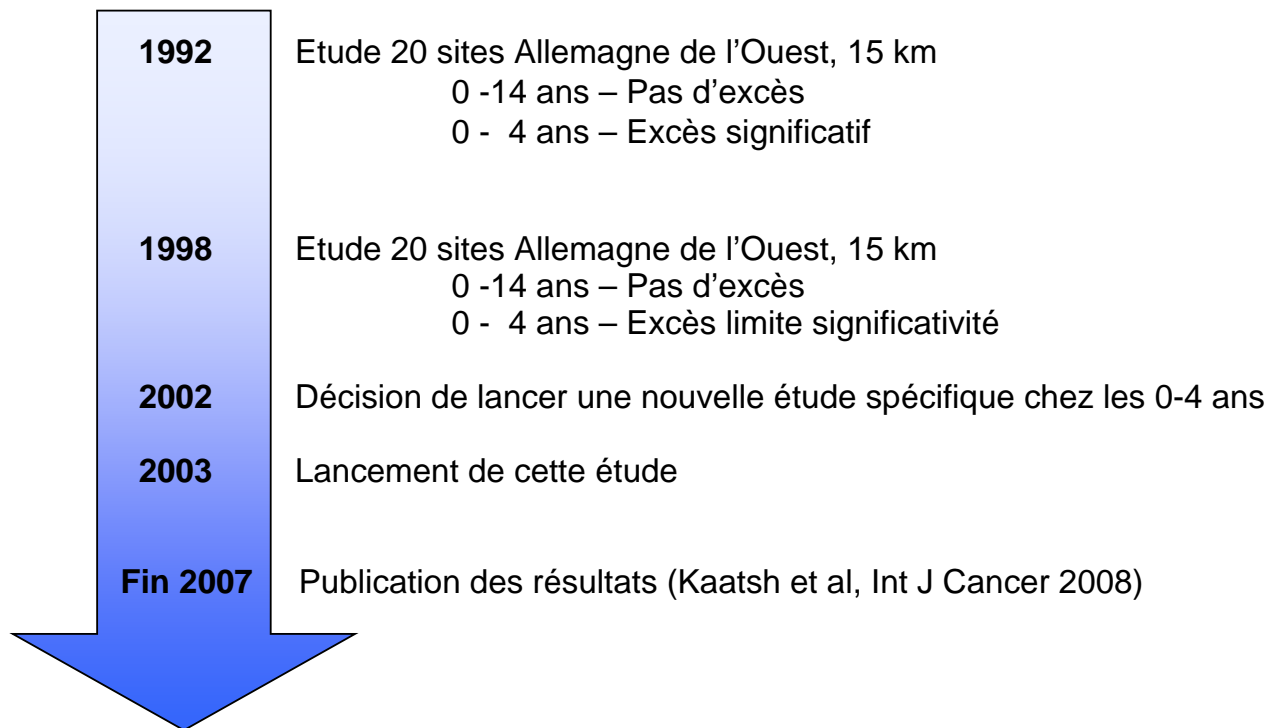 1992 Etude 20 sites Allemagne de l’Ouest, 15 km
0 -14 ans – Pas d’excès
0 - 4 ans – Excès significatif
1998 Etude 20 sites Allemagne de l’Ouest, 15 km
0 -14 ans – Pas d’excès
0 - 4 ans – Excès limite significativité
2002 Décision de lancer une nouvelle étude spécifique chez les 0-4 ans
2003 Lancement de cette étude
Fin 2007 Publication des résultats (Kaatsh et al, Int J Cancer 2008)